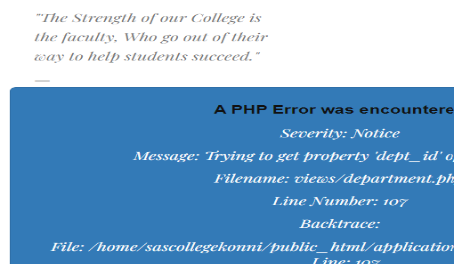 "The Strength of our College is
the faculty, Who go out of their
way to help students succeed."
—
A PHP Error was encountere
Severity: Notice
Message: Trying to get property 'dept_id' o
Filename: views/department.ph
Line Number: 107
Backtrace:
File: /home/sascollegekonni/public_html/application
Line: 107